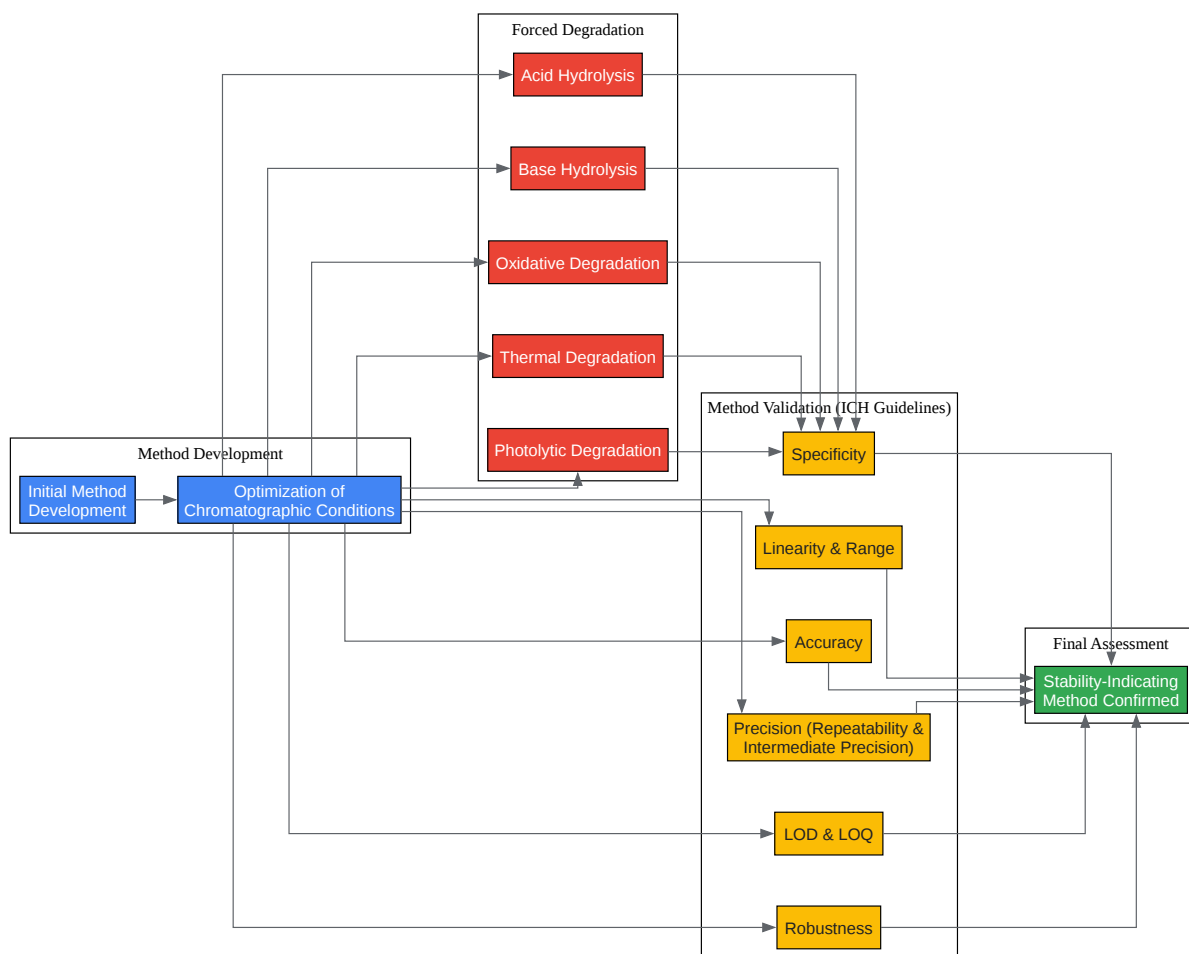 Forced Degradation
Acid Hydrolysis
Base Hydrolysis
Oxidative Degradation
Thermal Degradation
Photolytic Degradation
Method Development
Initial Method
Development
Optimization of
Chromatographic Conditions
Method Validation (ICH Guidelines)
Specificity
Linearity & Range
Accuracy
Precision (Repeatability &
Intermediate Precision)
LOD & LOQ
Robustness
Final Assessment
Stability-Indicating
Method Confirmed